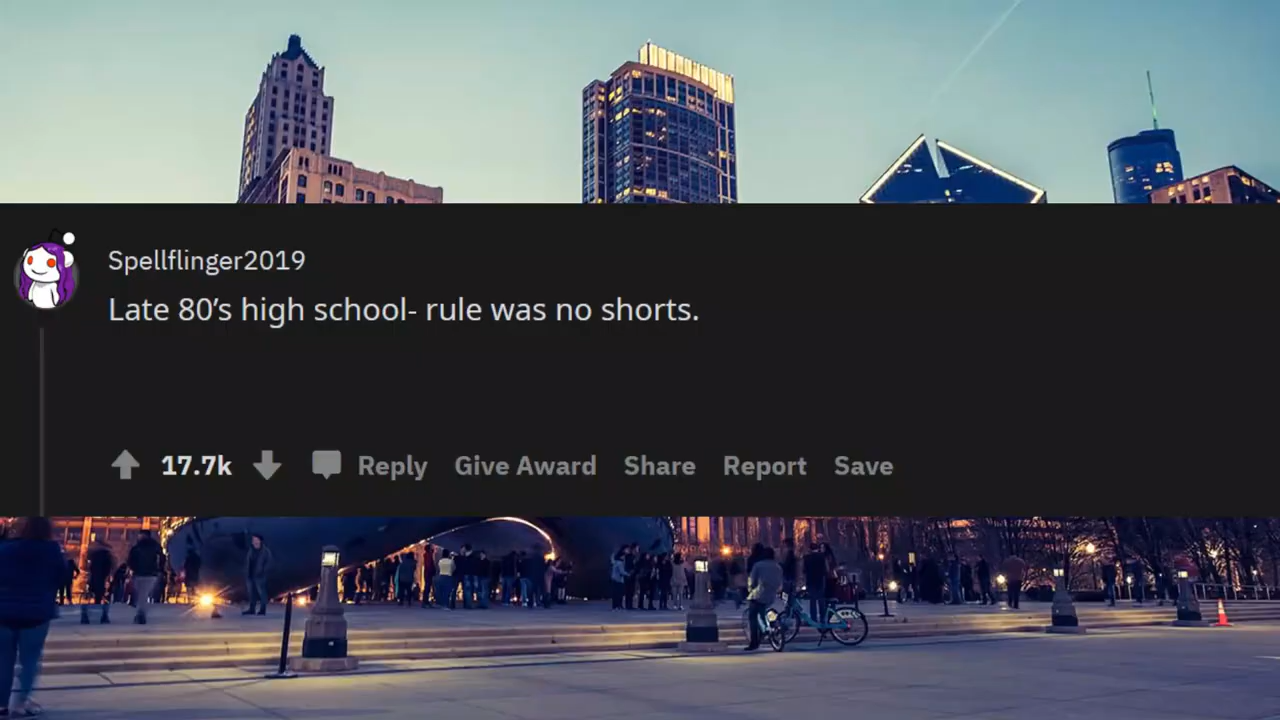 Spellflinger2019
Late 80’s high school- rule was no shorts.
17.7k Reply Give Award Share Report Save